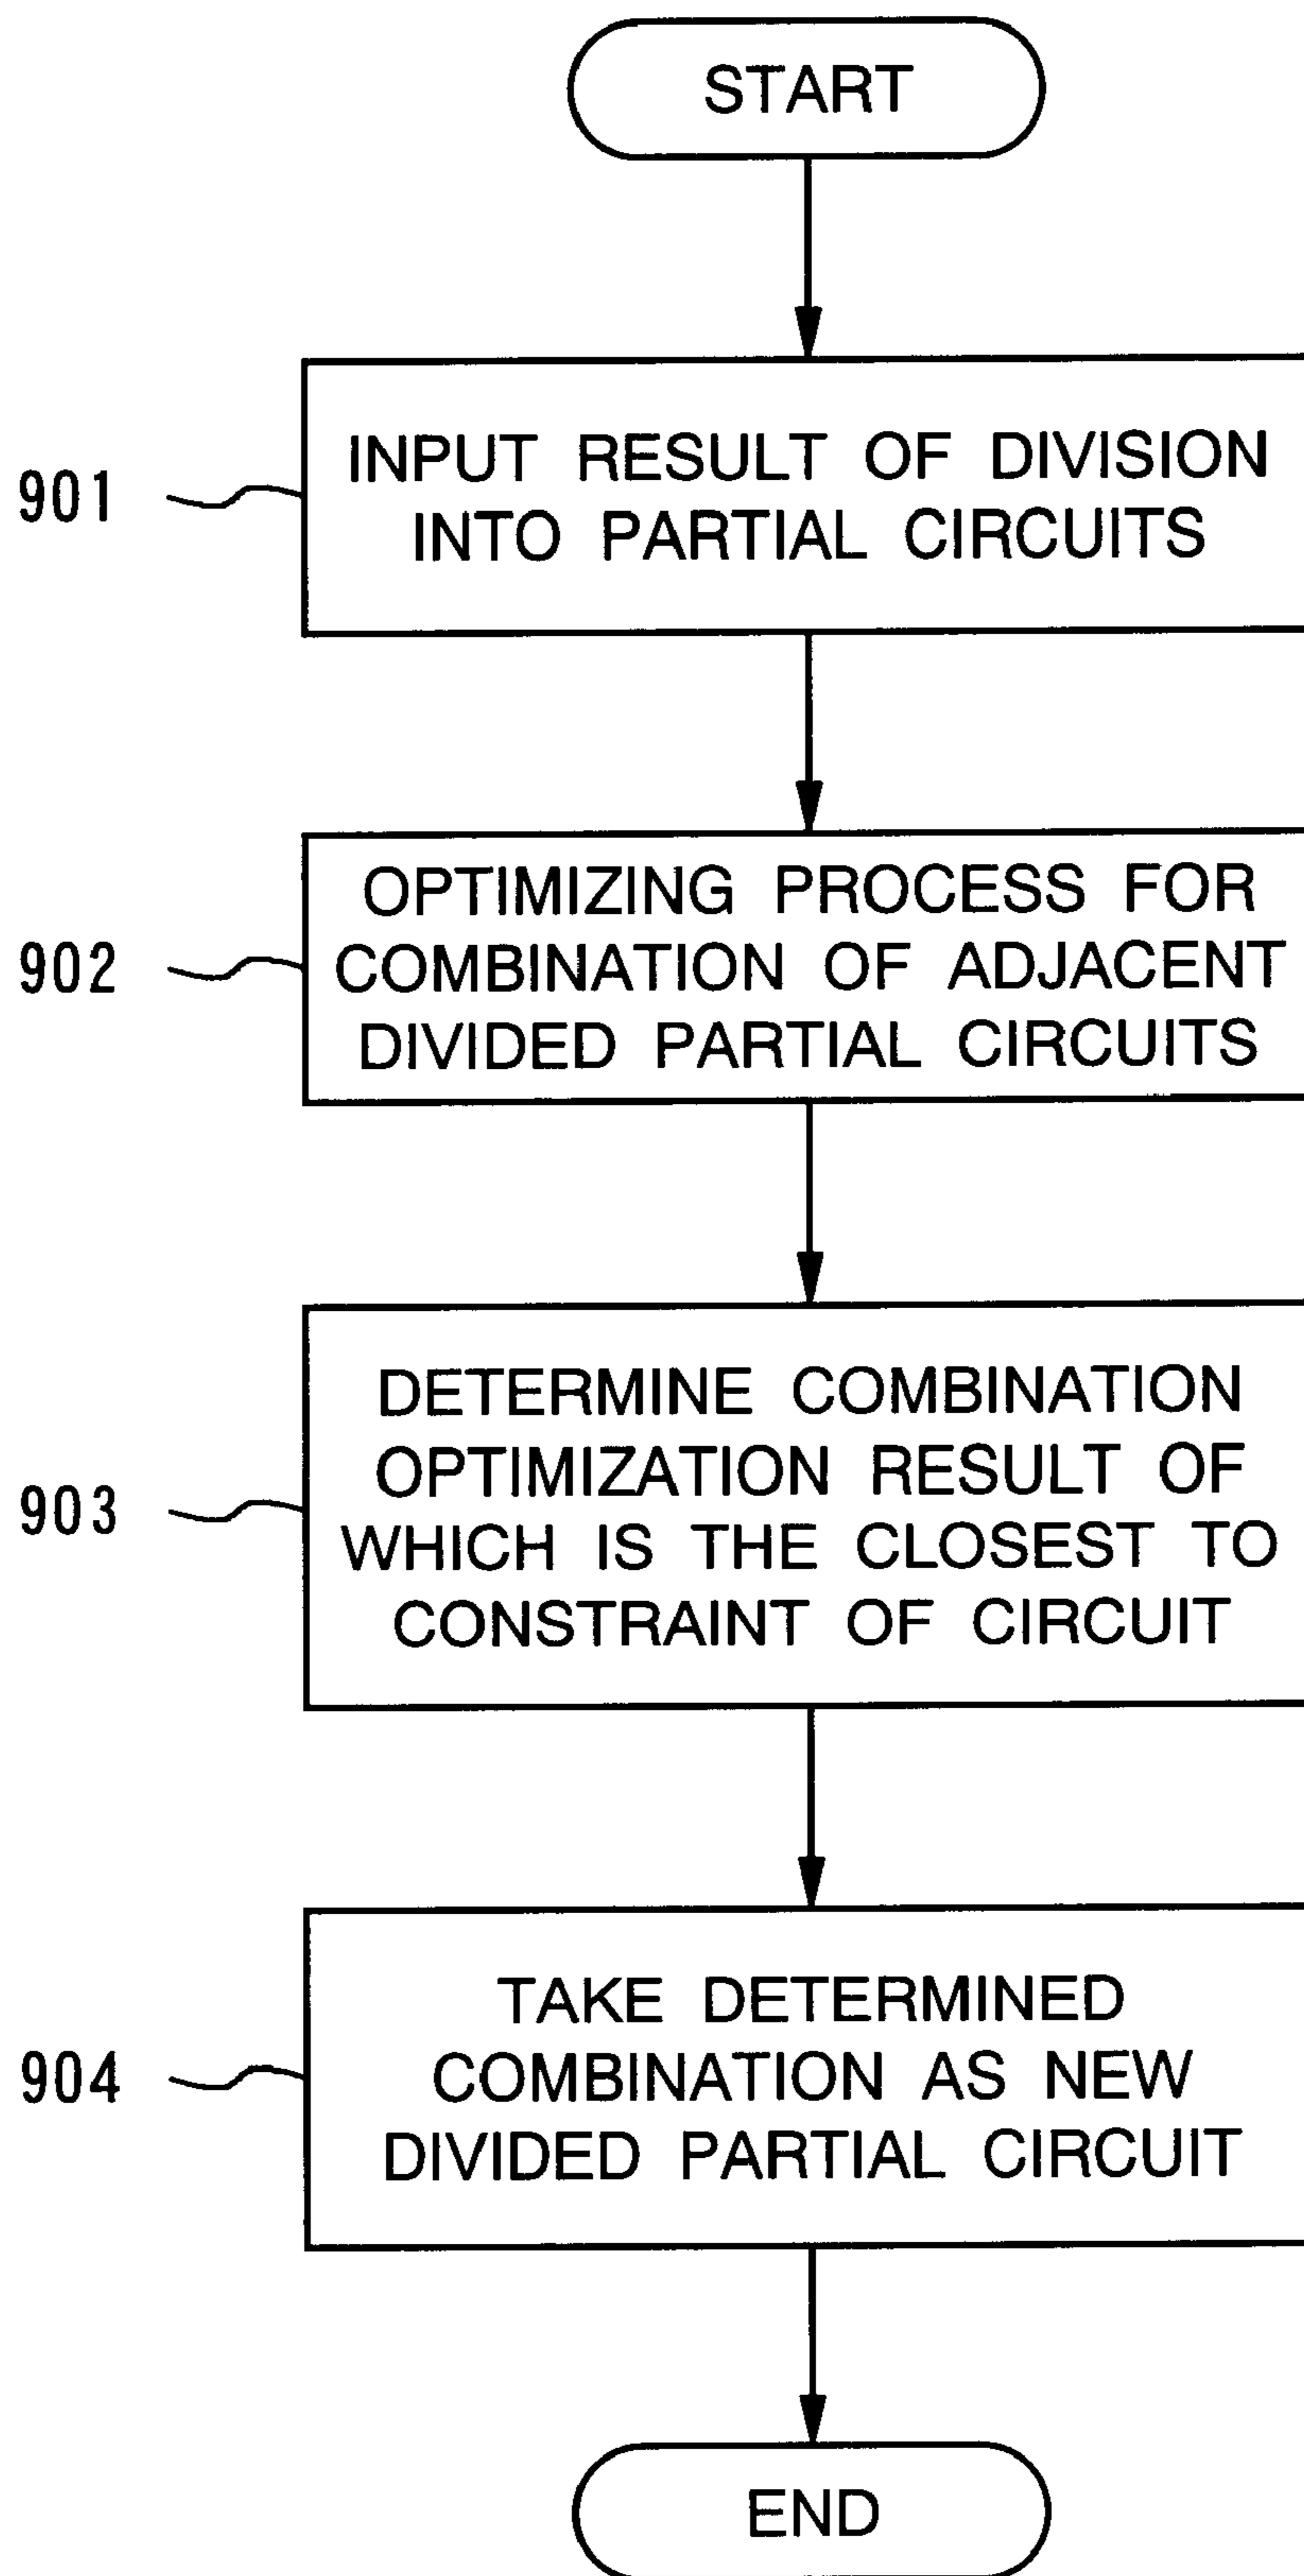 START
901
INPUT RESULT OF DIVISION
INTO PARTIAL CIRCUITS
902
OPTIMIZING PROCESS FOR
COMBINATION OF ADJACENT
DIVIDED PARTIAL CIRCUITS
903
DETERMINE COMBINATION
OPTIMIZATION RESULT OF
WHICH IS THE CLOSEST TO
CONSTRAINT OF CIRCUIT
904
TAKE DETERMINED
COMBINATION AS NEW
DIVIDED PARTIAL CIRCUIT
END